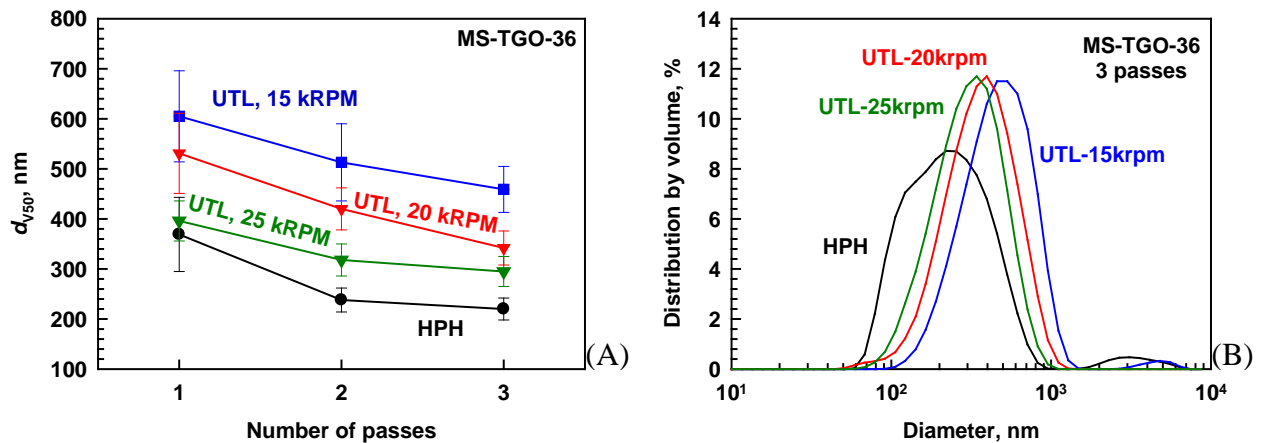 800
700
600
500
400
300
200
100
d_V50, nm
MS-TGO-36
UTL, 15 kRPM
UTL, 20 kRPM
UTL, 25 kRPM
HPH
1 2 3
Number of passes
(A)
14
12
10
8
6
4
2
0
Distribution by volume, %
MS-TGO-36
3 passes
UTL-20krpm
UTL-25krpm
UTL-15krpm
HPH
10^1 10^2 10^3 10^4
Diameter, nm
(B)